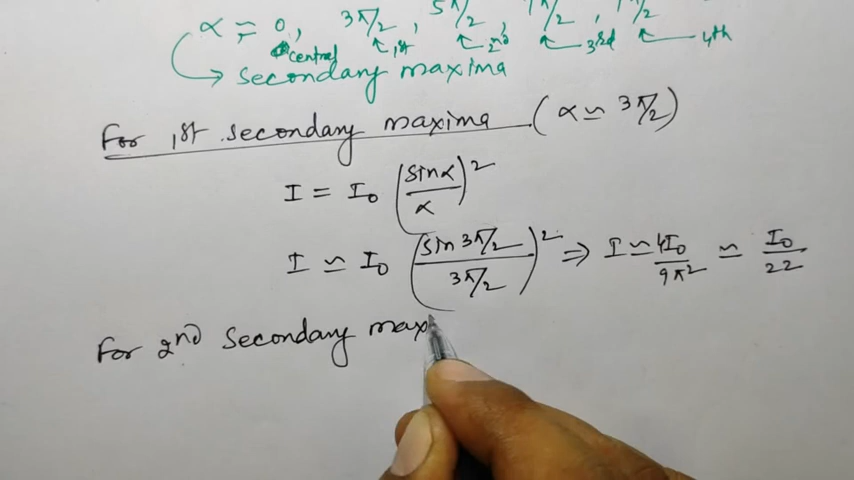 α ≃ 0, 3π/2, 5π/2, 7π/2, 9π/2
central 1st 2nd 3rd 4th
Secondary maxima
For 1st secondary maxima (α ≃ 3π/2)
I = I₀ (sinα/α)²
I ≃ I₀ (sin 3π/2 / 3π/2)² ⇒ I ≃ 4I₀/9π² ≃ I₀/22
For 2nd Secondary max